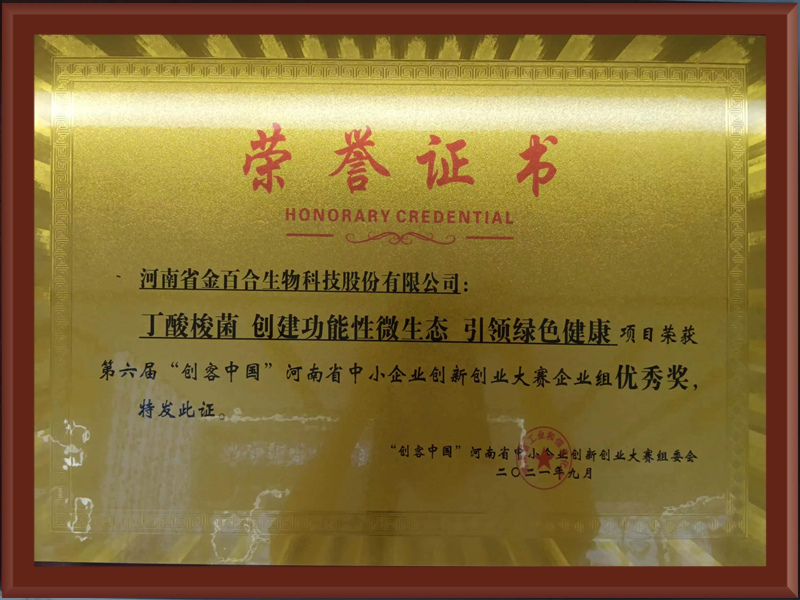 荣誉证书
HONORARY CREDENTIAL
河南省金百合生物科技股份有限公司:
丁酸梭菌 创建功能性微生态 引领绿色健康 项目荣获
第六届“创客中国”河南省中小企业创新创业大赛企业组优秀奖,
特发此证。
“创客中国”河南省中小企业创新创业大赛组委会
二〇二一年九月